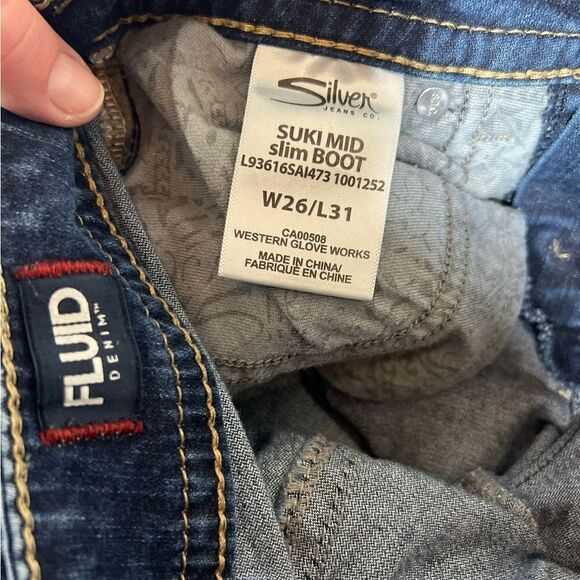 Silver®
JEANS CO.
SUKI MID
slim BOOT
L93616SAI473 1001252
W26/L31
CA00508
WESTERN GLOVE WORKS
MADE IN CHINA/
FABRIQUÉ EN CHINE
FLUID
DENIM™